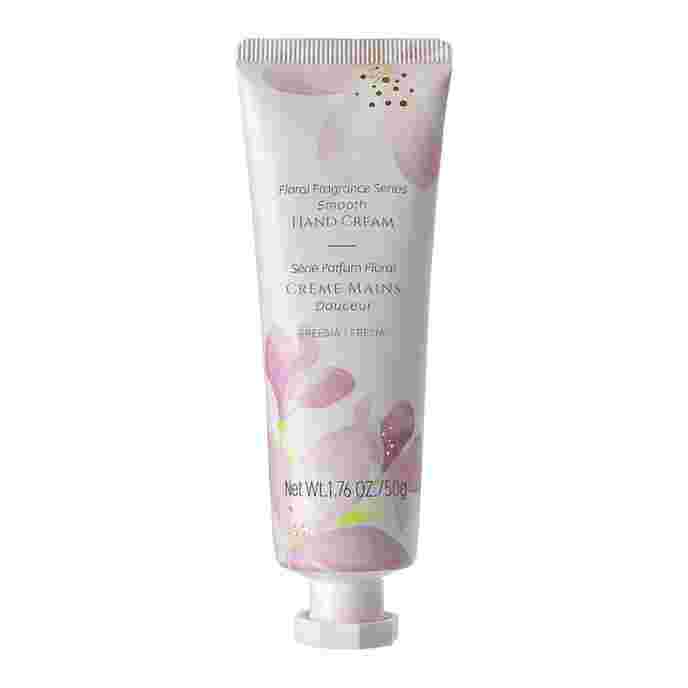 Floral Fragrance Series
Smooth
HAND CREAM
Série Parfum Floral
CRÈME MAINS
Douceur
FREESIA / FRESIA
Net Wt.1.76 OZ./50g